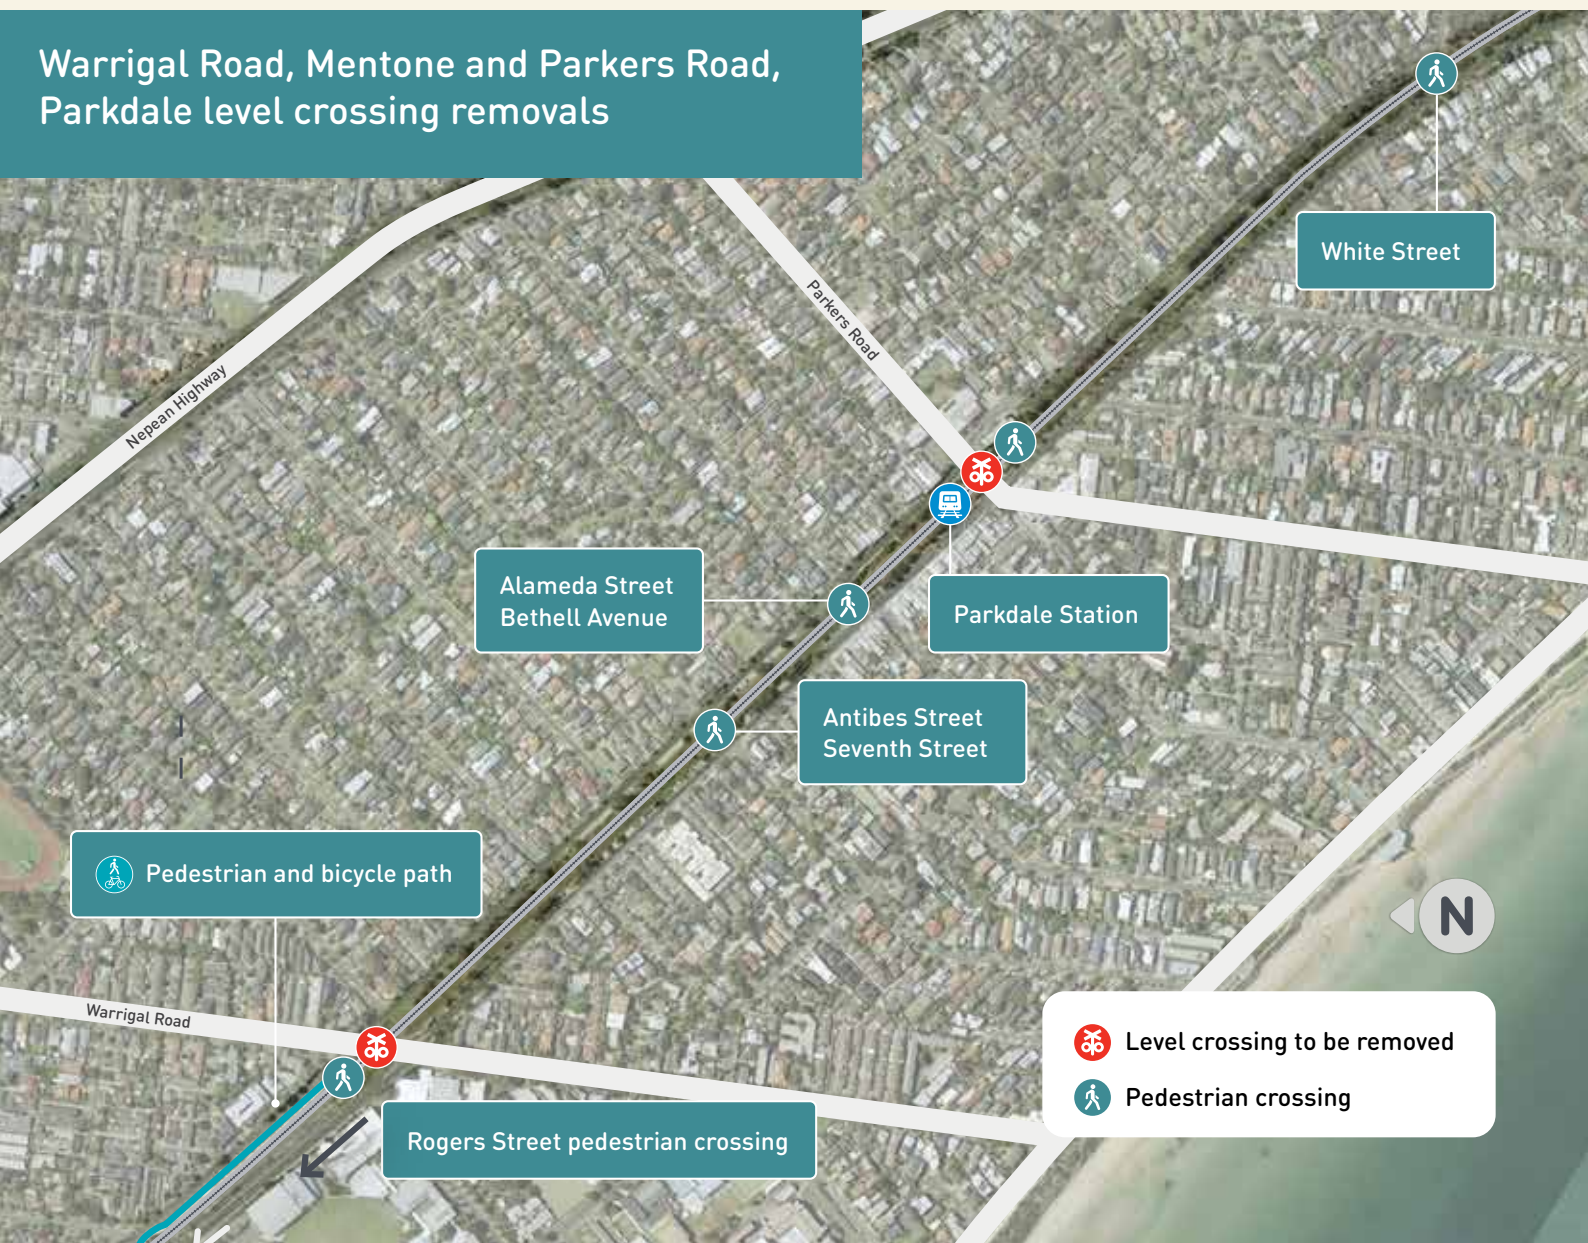 Warrigal Road, Mentone and Parkers Road,
Parkdale level crossing removals
White Street
Parkers Road
Nepean Highway
Alameda Street
Bethell Avenue
Parkdale Station
Antibes Street
Seventh Street
Pedestrian and bicycle path
N
Warrigal Road
Level crossing to be removed
Pedestrian crossing
Rogers Street pedestrian crossing